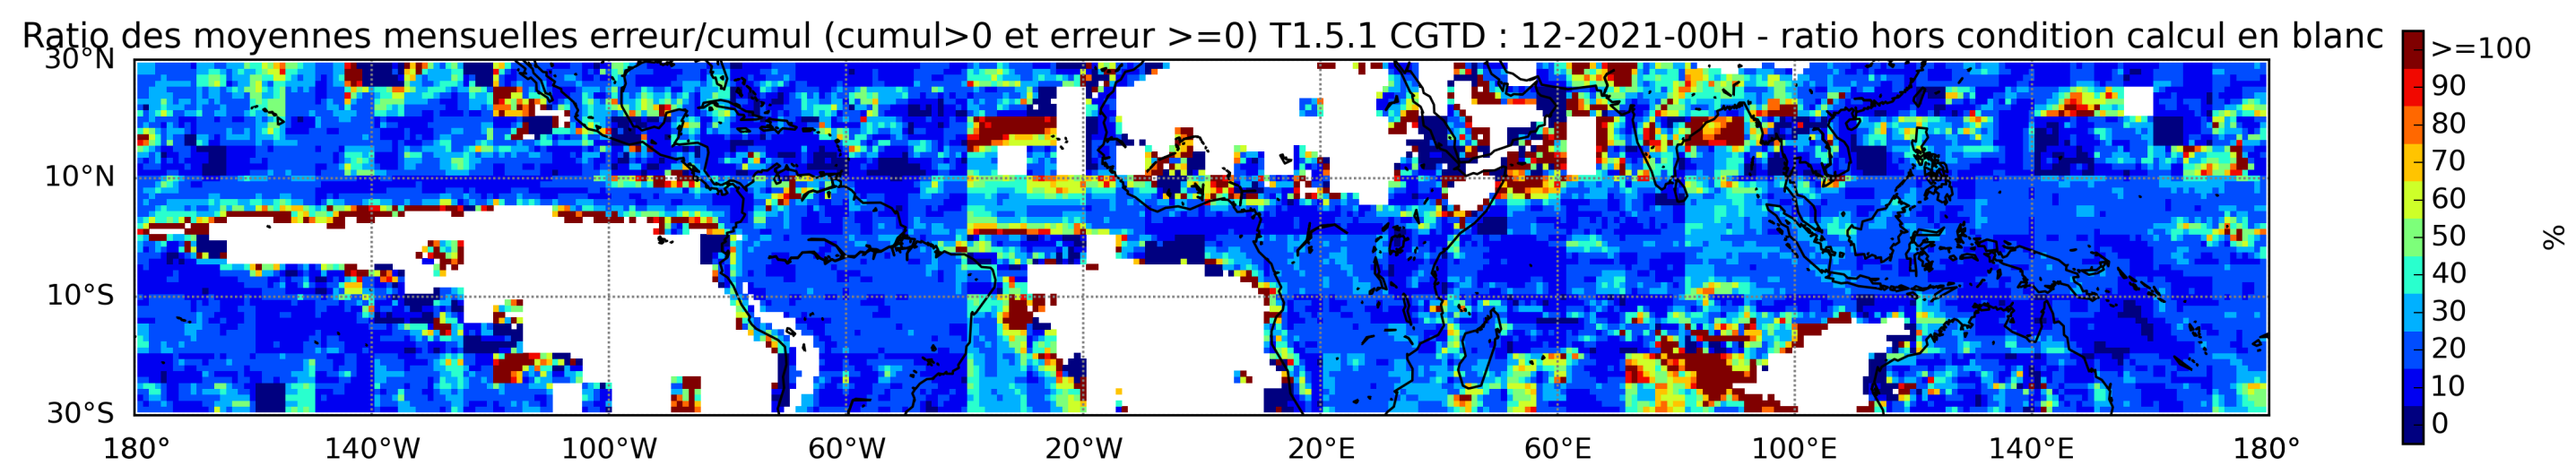 Ratio des moyennes mensuelles erreur/cumul (cumul>0 et erreur >=0) T1.5.1 CGTD : 12-2021-00H - ratio hors condition calcul en blanc
30°N
10°N
10°S
30°S
180° 140°W 100°W 60°W 20°W 20°E 60°E 100°E 140°E 180°
>=100
90
80
70
60
50
40
30
20
10
0
%